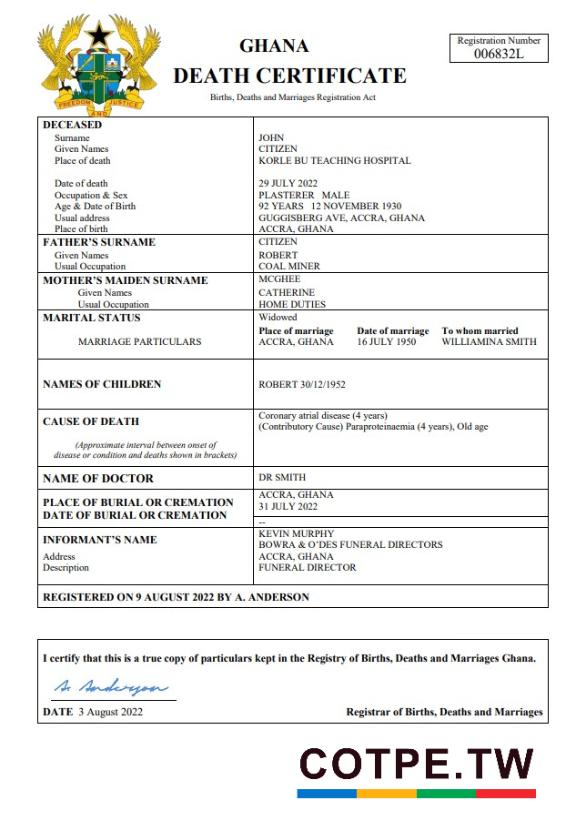 GHANA
DEATH CERTIFICATE
Births, Deaths and Marriages Registration Act
Registration Number
006832L
FREEDOM AND JUSTICE
DECEASED
Surname JOHN
Given Names CITIZEN
Place of death KORLE BU TEACHING HOSPITAL
Date of death 29 JULY 2022
Occupation & Sex PLASTERER MALE
Age & Date of Birth 92 YEARS 12 NOVEMBER 1930
Usual address GUGGISBERG AVE, ACCRA, GHANA
Place of birth ACCRA, GHANA
FATHER'S SURNAME CITIZEN
Given Names ROBERT
Usual Occupation COAL MINER
MOTHER'S MAIDEN SURNAME MCGHEE
Given Names CATHERINE
Usual Occupation HOME DUTIES
MARITAL STATUS Widowed
Place of marriage Date of marriage To whom married
MARRIAGE PARTICULARS ACCRA, GHANA 16 JULY 1950 WILLIAMINA SMITH
NAMES OF CHILDREN ROBERT 30/12/1952
CAUSE OF DEATH Coronary atrial disease (4 years)
(Contributory Cause) Paraproteinaemia (4 years), Old age
(Approximate interval between onset of
disease or condition and deaths shown in brackets)
NAME OF DOCTOR DR SMITH
PLACE OF BURIAL OR CREMATION ACCRA, GHANA
DATE OF BURIAL OR CREMATION 31 JULY 2022
--
INFORMANT'S NAME KEVIN MURPHY
BOWRA & O'DES FUNERAL DIRECTORS
Address ACCRA, GHANA
Description FUNERAL DIRECTOR
REGISTERED ON 9 AUGUST 2022 BY A. ANDERSON
I certify that this is a true copy of particulars kept in the Registry of Births, Deaths and Marriages Ghana.
A. Anderson
DATE 3 August 2022 Registrar of Births, Deaths and Marriages
COTPE.TW